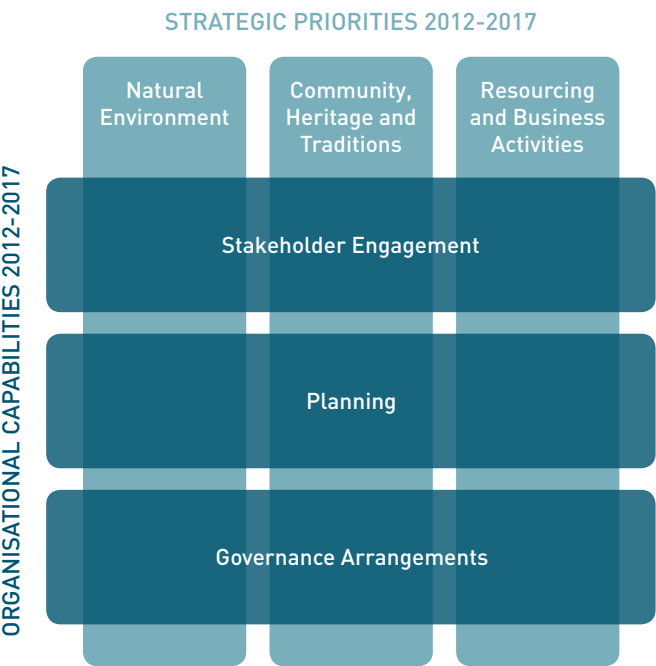 STRATEGIC PRIORITIES 2012-2017
Natural
Environment
Community,
Heritage and
Traditions
Resourcing
and Business
Activities
ORGANISATIONAL CAPABILITIES 2012-2017
Stakeholder Engagement
Planning
Governance Arrangements